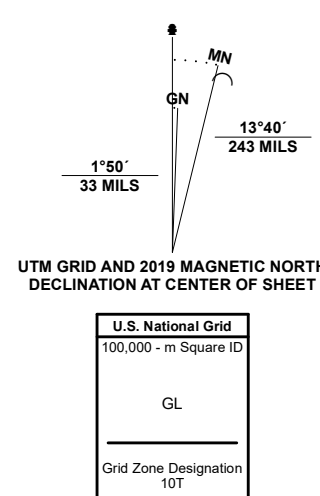 MN
GN
13°40´
243 MILS
1°50´
33 MILS
UTM GRID AND 2019 MAGNETIC NORTH
DECLINATION AT CENTER OF SHEET
U.S. National Grid
100,000 - m Square ID
GL
Grid Zone Designation
10T